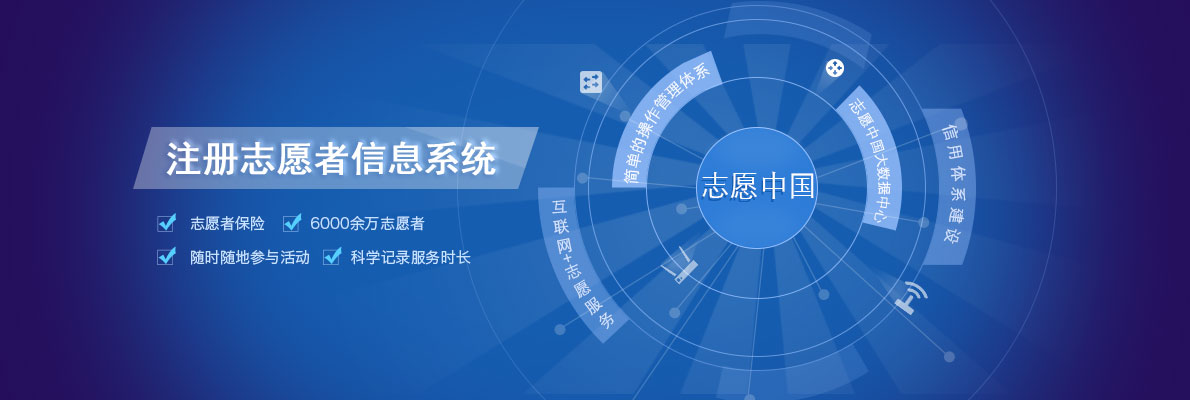 注册志愿者信息系统
志愿者保险
6000余万志愿者
随时随地参与活动
科学记录服务时长
简单的操作管理体系
志愿中国大数据中心
信用体系建设
互联网+志愿服务
志愿中国